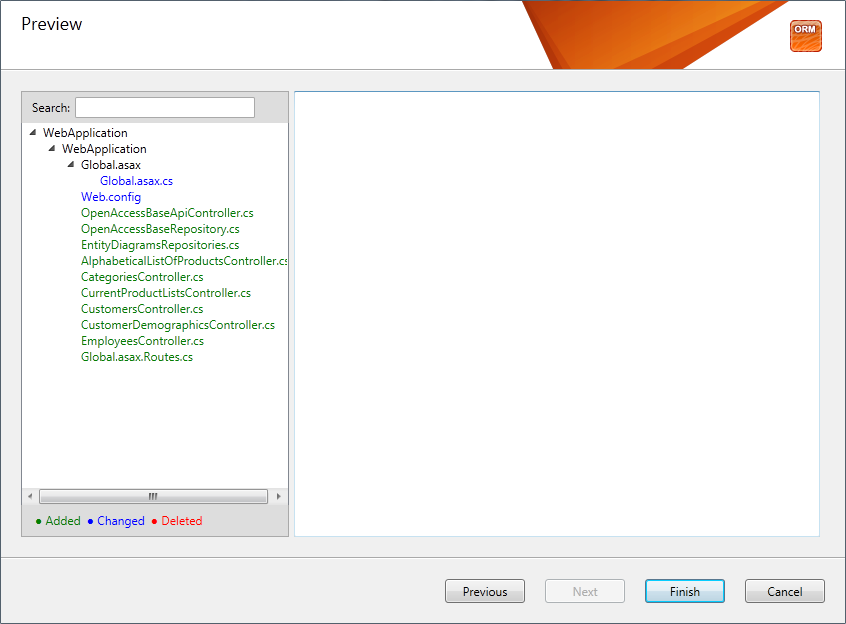 Preview
ORM
Search:
WebApplication
WebApplication
Global.asax
Global.asax.cs
Web.config
OpenAccessBaseApiController.cs
OpenAccessBaseRepository.cs
EntityDiagramsRepositories.cs
AlphabeticalListOfProductsController.cs
CategoriesController.cs
CurrentProductListsController.cs
CustomersController.cs
CustomerDemographicsController.cs
EmployeesController.cs
Global.asax.Routes.cs
• Added • Changed • Deleted
Previous Next Finish Cancel